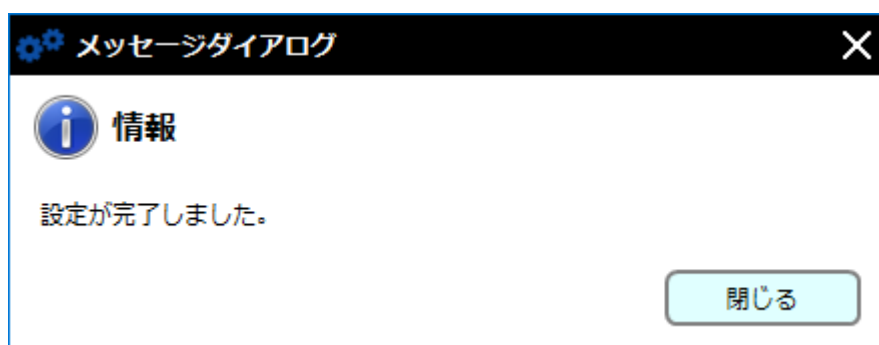 メッセージダイアログ
情報
設定が完了しました。
閉じる